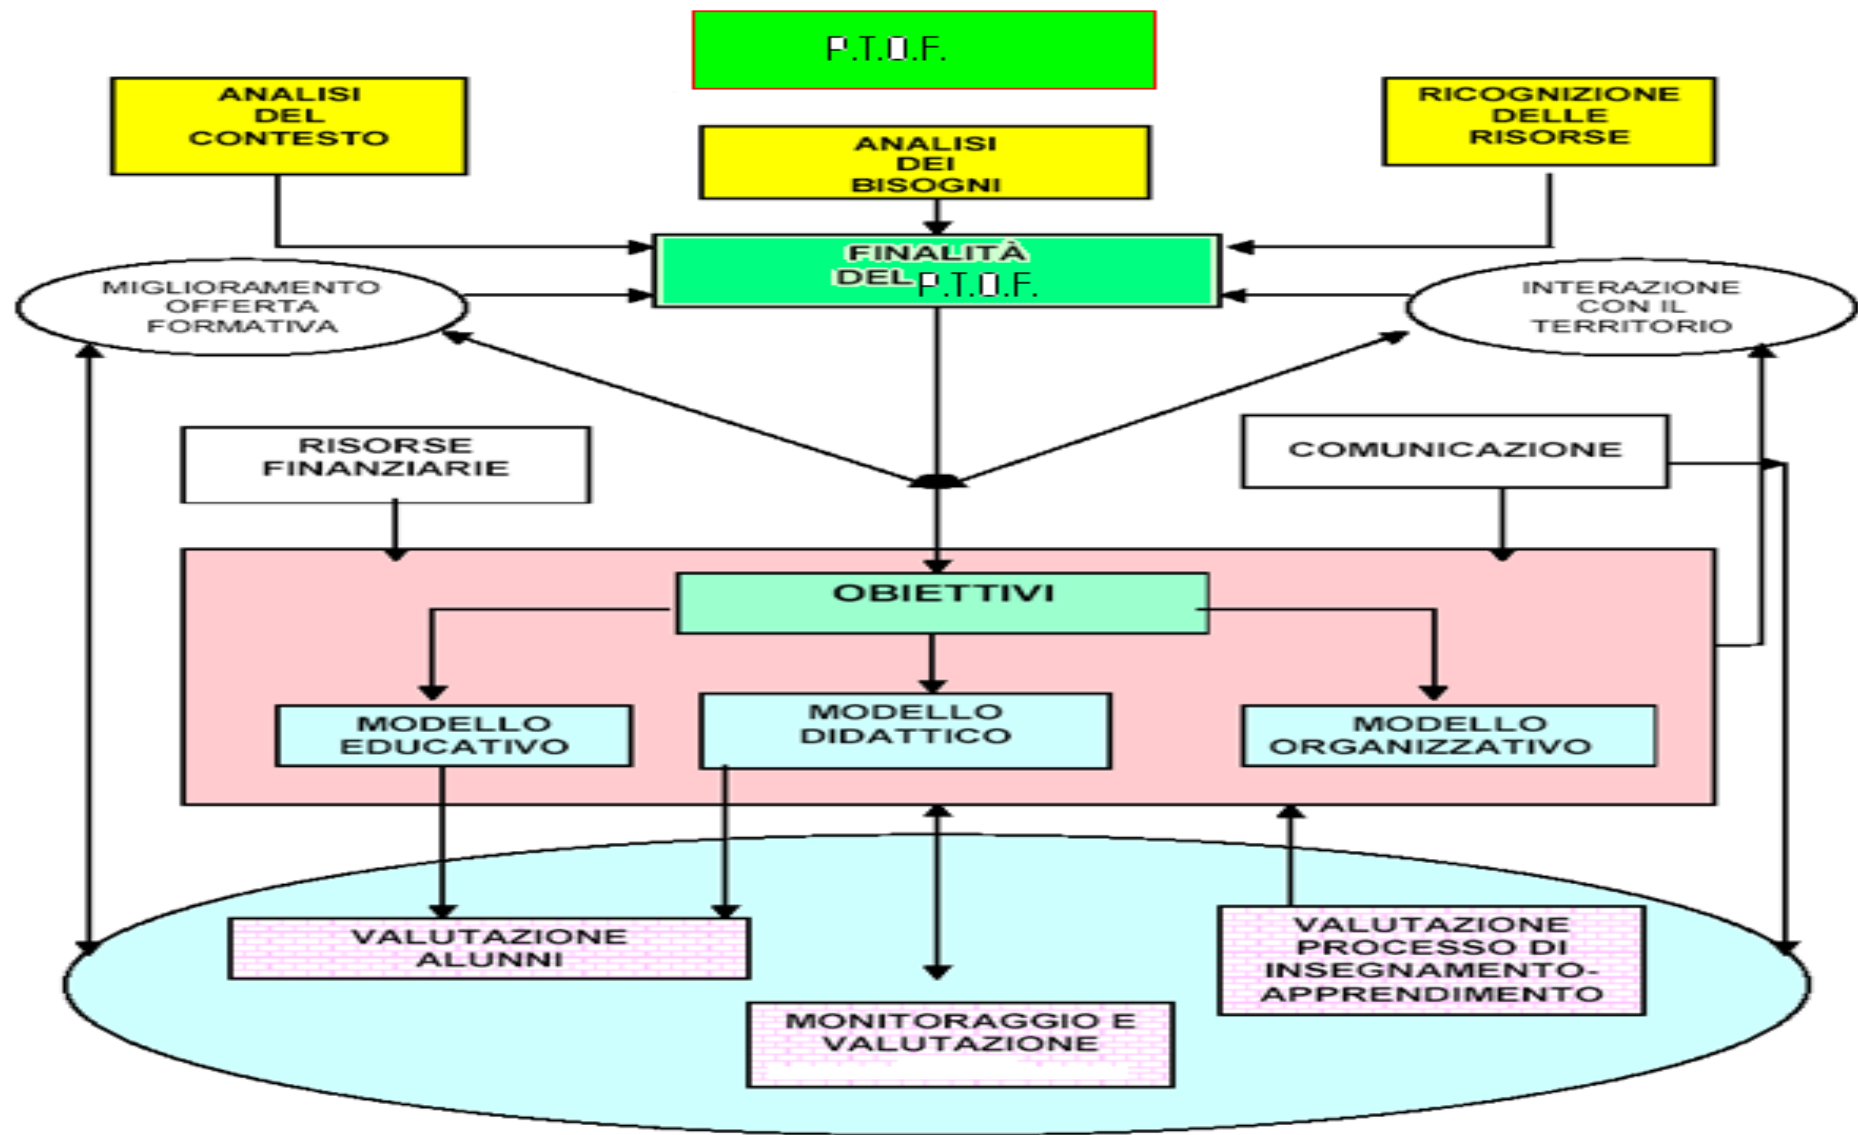 P.T.O.F.
ANALISI
DEL
CONTESTO
ANALISI
DEI
BISOGNI
RICOGNIZIONE
DELLE
RISORSE
FINALITÀ
DEL P.T.O.F.
MIGLIORAMENTO
OFFERTA
FORMATIVA
INTERAZIONE
CON IL
TERRITORIO
RISORSE
FINANZIARIE
COMUNICAZIONE
OBIETTIVI
MODELLO
EDUCATIVO
MODELLO
DIDATTICO
MODELLO
ORGANIZZATIVO
VALUTAZIONE
ALUNNI
MONITORAGGIO E
VALUTAZIONE
VALUTAZIONE
PROCESSO DI
INSEGNAMENTO-
APPRENDIMENTO